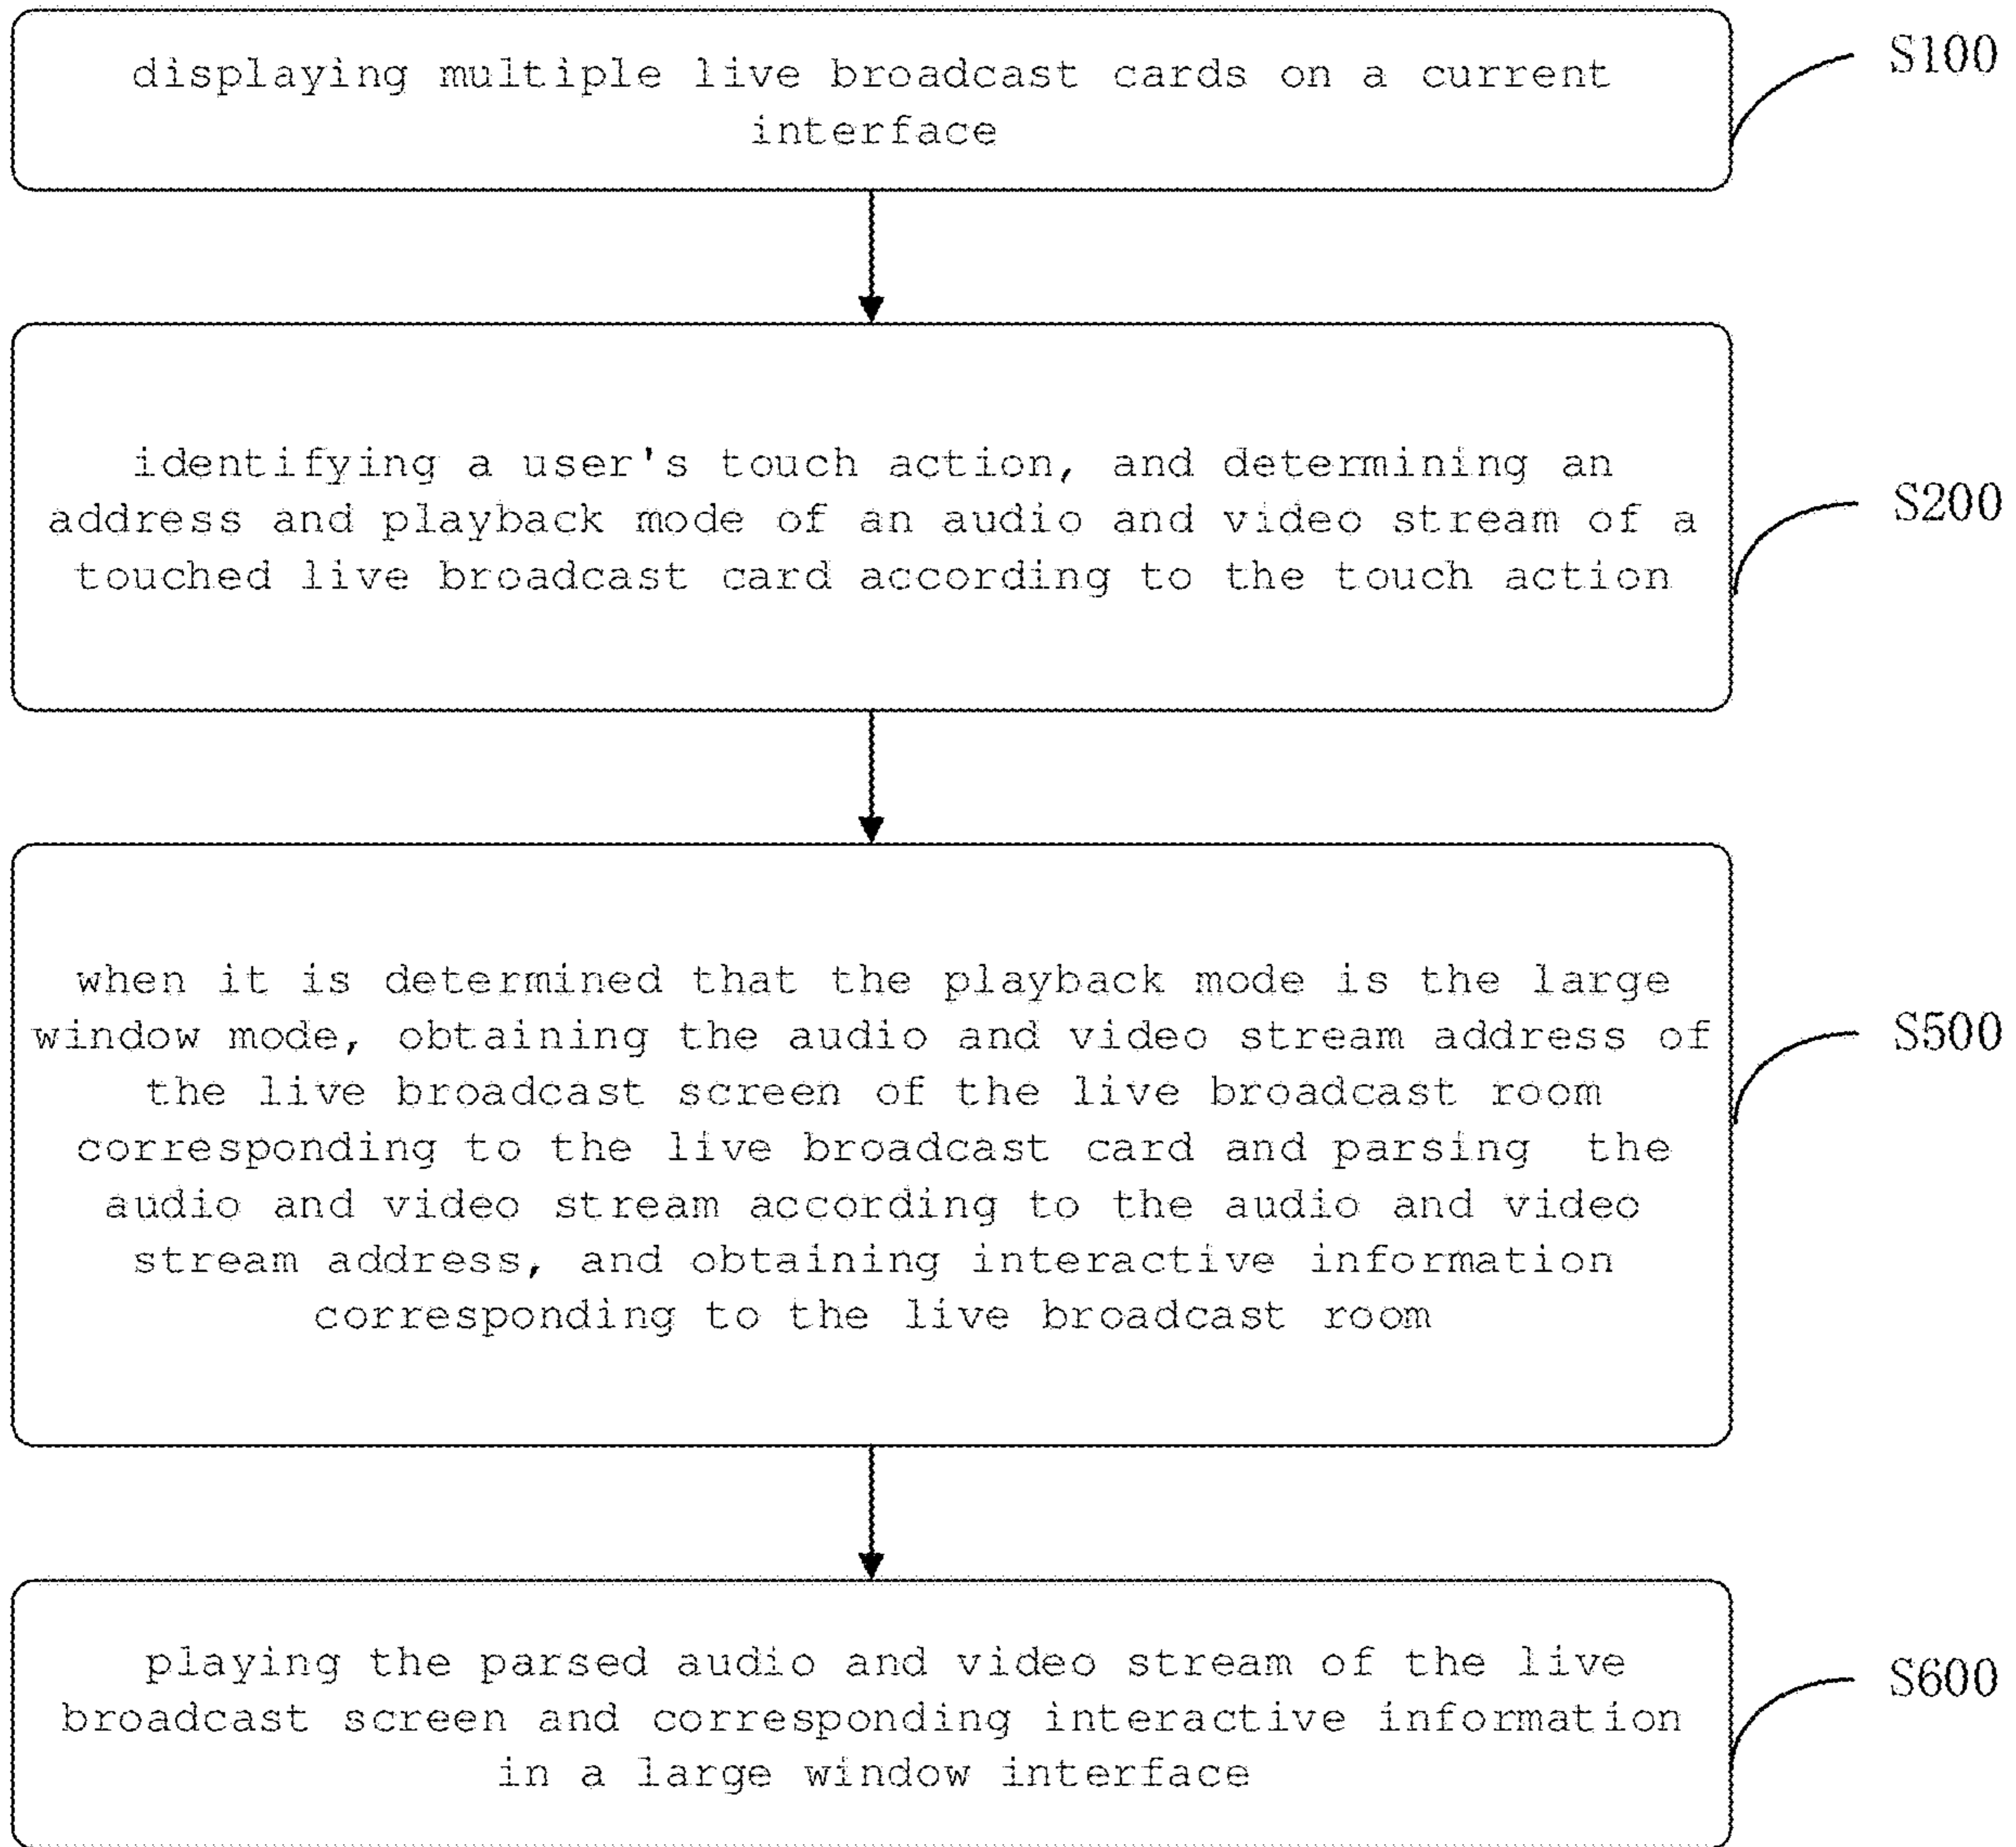 displaying multiple live broadcast cards on a current
interface
S100
identifying a user's touch action, and determining an
address and playback mode of an audio and video stream of a
touched live broadcast card according to the touch action
S200
when it is determined that the playback mode is the large
window mode, obtaining the audio and video stream address of
the live broadcast screen of the live broadcast room
corresponding to the live broadcast card and parsing  the
audio and video stream according to the audio and video
stream address, and obtaining interactive information
corresponding to the live broadcast room
S500
playing the parsed audio and video stream of the live
broadcast screen and corresponding interactive information
in a large window interface
S600